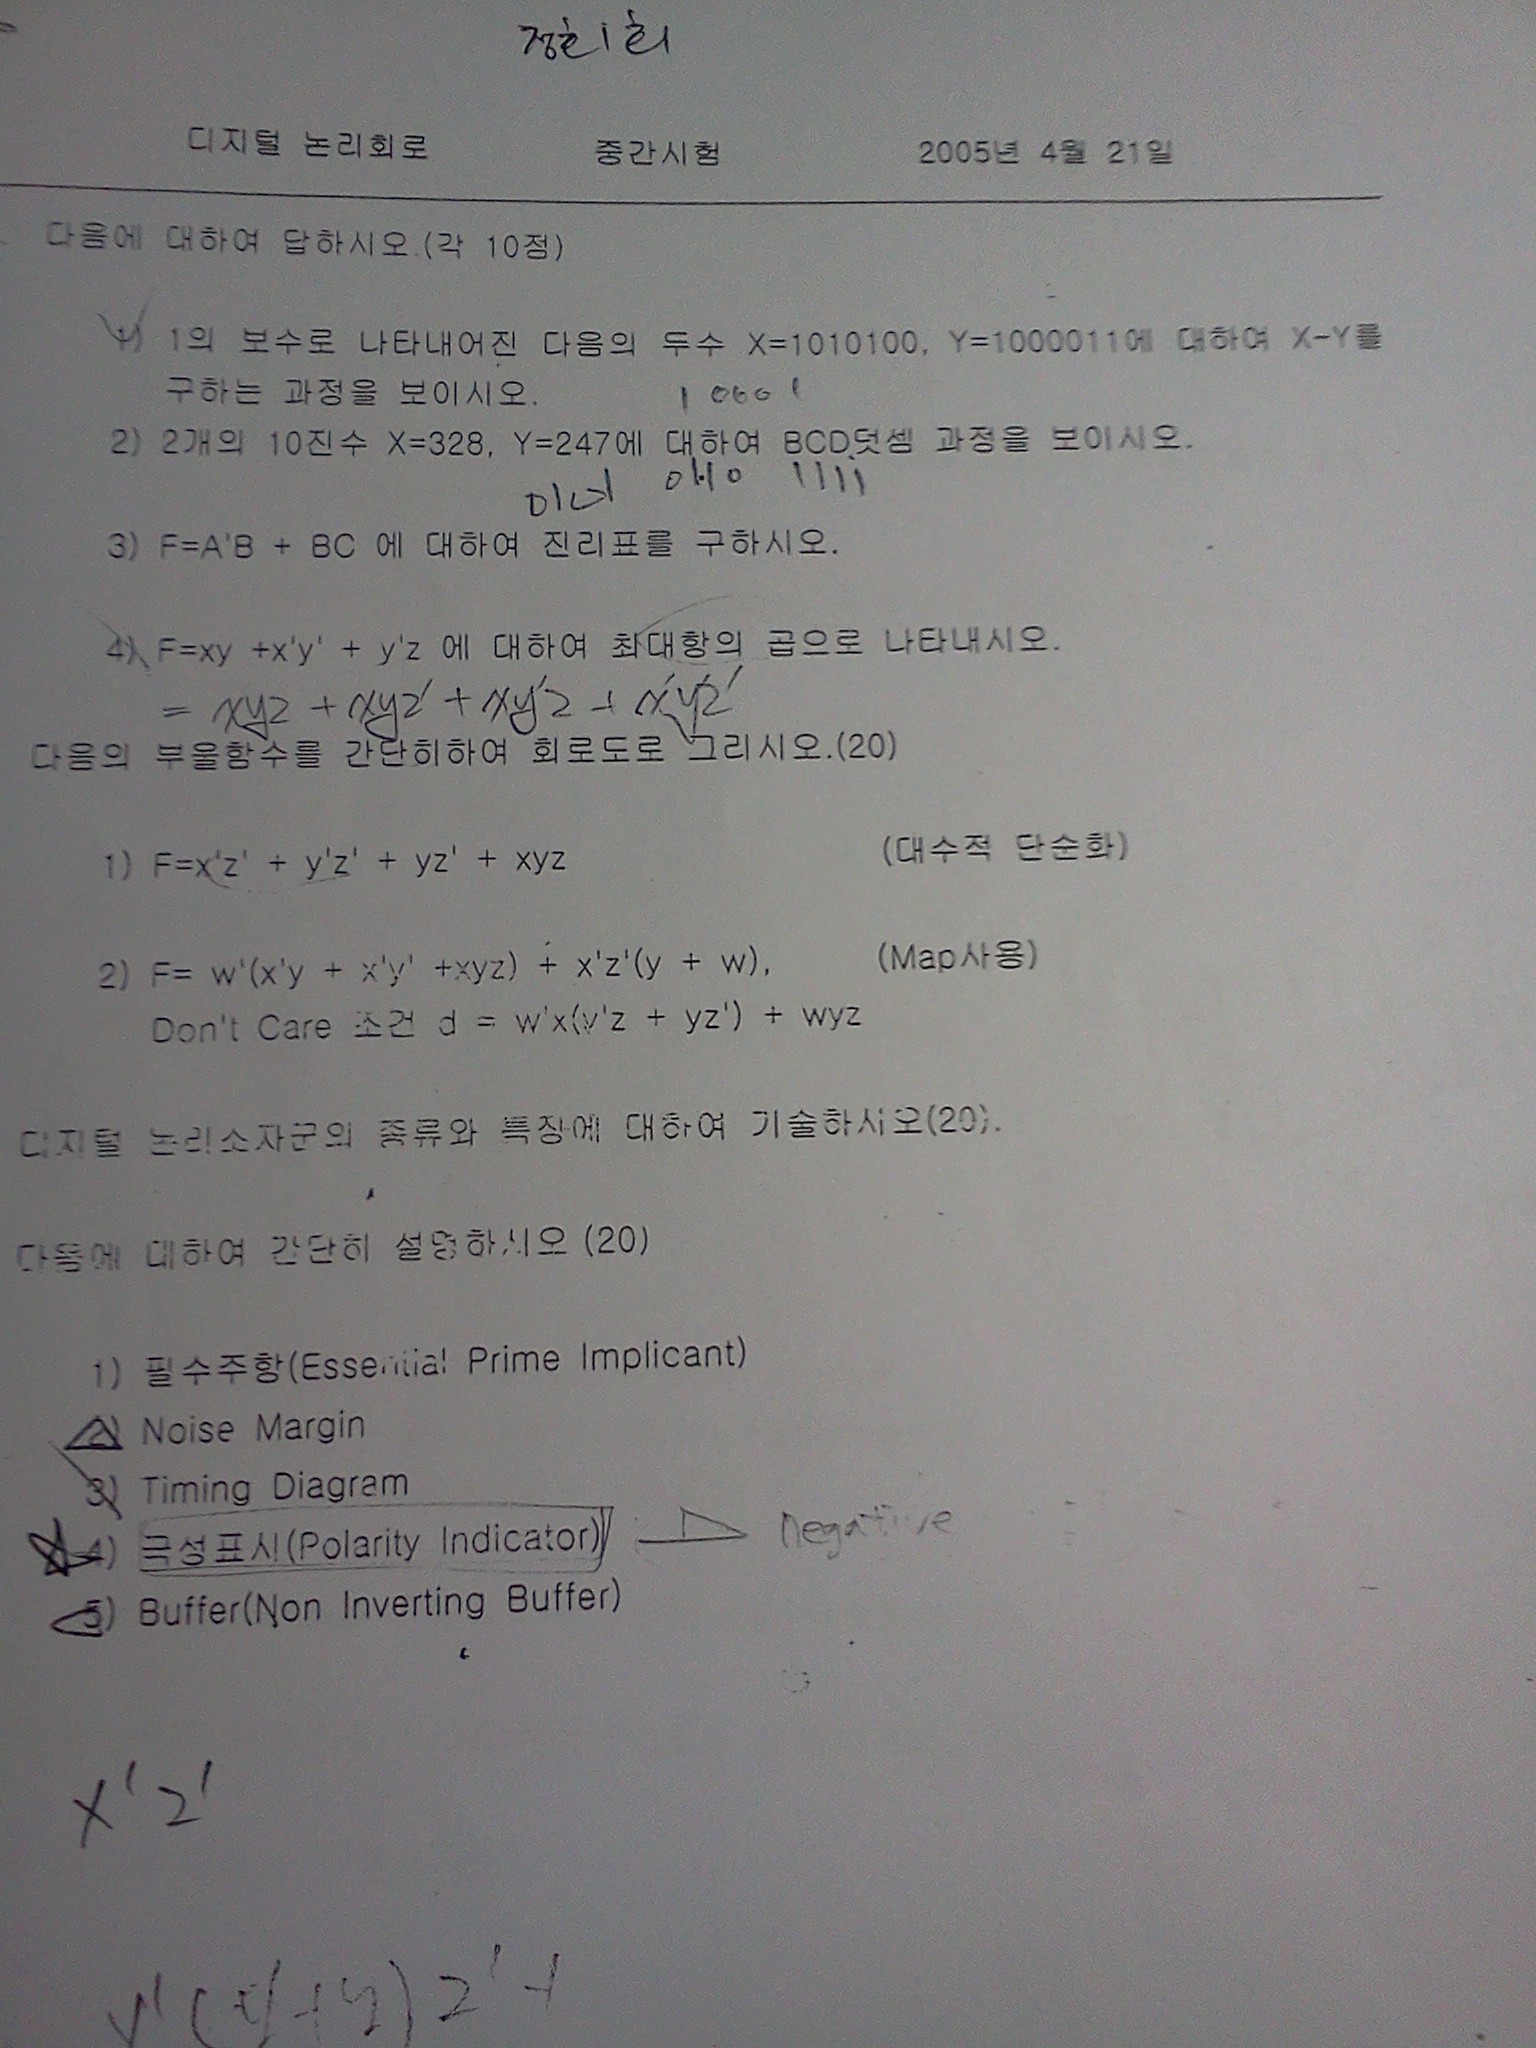 정회1회
디지털 논리회로 중간시험 2005년 4월 21일
다음에 대하여 답하시오.(각 10점)
1) 1의 보수로 나타내어진 다음의 두수 X=1010100, Y=1000011에 대하여 X-Y를
구하는 과정을 보이시오. 10001
2) 2개의 10진수 X=328, Y=247에 대하여 BCD덧셈 과정을 보이시오.
0110 1111
3) F=A'B + BC 에 대하여 진리표를 구하시오.
4) F=xy +x'y' + y'z 에 대하여 최대항의 곱으로 나타내시오.
= xyz + xyz' + xy'z + x'y'z'
다음의 부울함수를 간단히하여 회로도로 그리시오.(20)
1) F=x'z' + y'z' + yz' + xyz (대수적 단순화)
2) F= w'(x'y + x'y' +xyz) + x'z'(y + w), (Map사용)
Don't Care 조건 d = w'x(y'z + yz') + wyz
디지털 논리소자군의 종류와 특징에 대하여 기술하시오(20).
다음에 대하여 간단히 설명하시오 (20)
1) 필수주항(Essential Prime Implicant)
2) Noise Margin
3) Timing Diagram
4) 극성표시(Polarity Indicator) negative
5) Buffer(Non Inverting Buffer)
x'z'
(x'+y)z'+